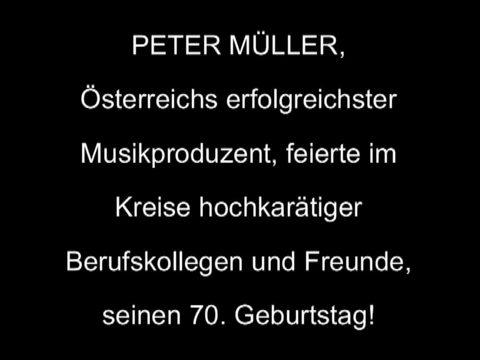 PETER MÜLLER,
Österreichs erfolgreichster
Musikproduzent, feierte im
Kreise hochkarätiger
Berufskollegen und Freunde,
seinen 70. Geburtstag!